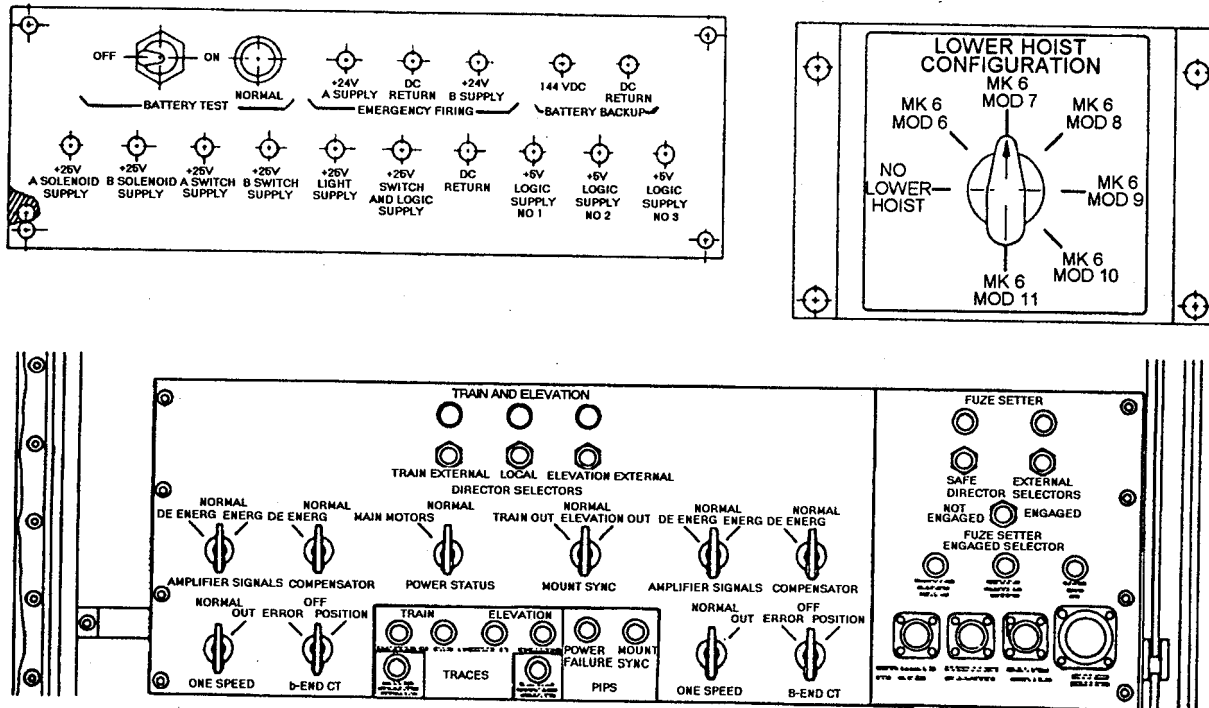 OFF ON
NORMAL
BATTERY TEST
+24V
A SUPPLY
DC
RETURN
+24V
B SUPPLY
EMERGENCY FIRING
144 VDC
DC
RETURN
BATTERY BACKUP
+25V
A SOLENOID
SUPPLY
+25V
B SOLENOID
SUPPLY
+25V
A SWITCH
SUPPLY
+25V
B SWITCH
SUPPLY
+25V
LIGHT
SUPPLY
+25V
SWITCH
AND LOGIC
SUPPLY
DC
RETURN
+5V
LOGIC
SUPPLY
NO 1
+5V
LOGIC
SUPPLY
NO 2
+5V
LOGIC
SUPPLY
NO 3
LOWER HOIST
CONFIGURATION
NO
LOWER
HOIST
MK 6
MOD 6
MK 6
MOD 7
MK 6
MOD 8
MK 6
MOD 9
MK 6
MOD 10
MK 6
MOD 11
TRAIN AND ELEVATION
TRAIN EXTERNAL LOCAL ELEVATION EXTERNAL
DIRECTOR SELECTORS
NORMAL
DE ENERG ENERG
AMPLIFIER SIGNALS
NORMAL
DE ENERG
COMPENSATOR
NORMAL
MAIN MOTORS
POWER STATUS
NORMAL
TRAIN OUT ELEVATION OUT
MOUNT SYNC
NORMAL
DE ENERG ENERG
AMPLIFIER SIGNALS
NORMAL
DE ENERG
COMPENSATOR
NORMAL
OUT
ONE SPEED
OFF
ERROR POSITION
b-END CT
TRAIN ELEVATION
TRACES
POWER
FAILURE
MOUNT
SYNC
PIPS
NORMAL
OUT
ONE SPEED
OFF
ERROR POSITION
B-END CT
FUZE SETTER
SAFE EXTERNAL
DIRECTOR SELECTORS
NOT
ENGAGED
ENGAGED
FUZE SETTER
ENGAGED SELECTOR